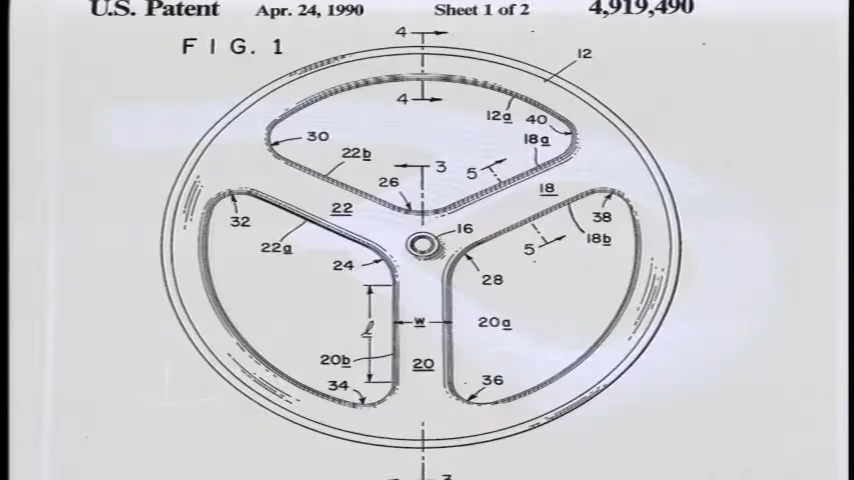 U.S. Patent Apr. 24, 1990 Sheet 1 of 2 4,919,490
FIG. 1
4
12
4
12a 40
30 18a
22b
3
5
26
18
22
32 16 38
22a 18b
5
24
28
l w 20a
20b 20
34 36
3